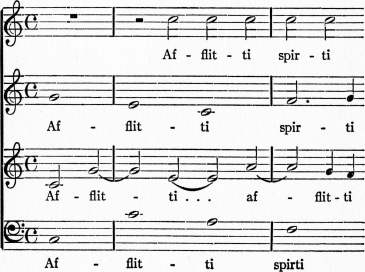 Af - flit - ti spir - ti
Af - flit - ti spir - ti
Af - flit - ti . . . af - flit - ti
Af - flit - ti spirti